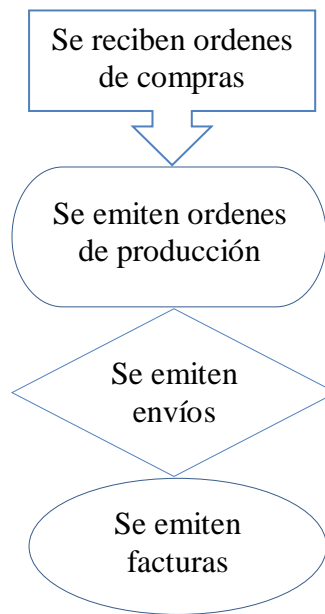 Se reciben ordenes
de compras
Se emiten ordenes
de producción
Se emiten
envíos
Se emiten
facturas